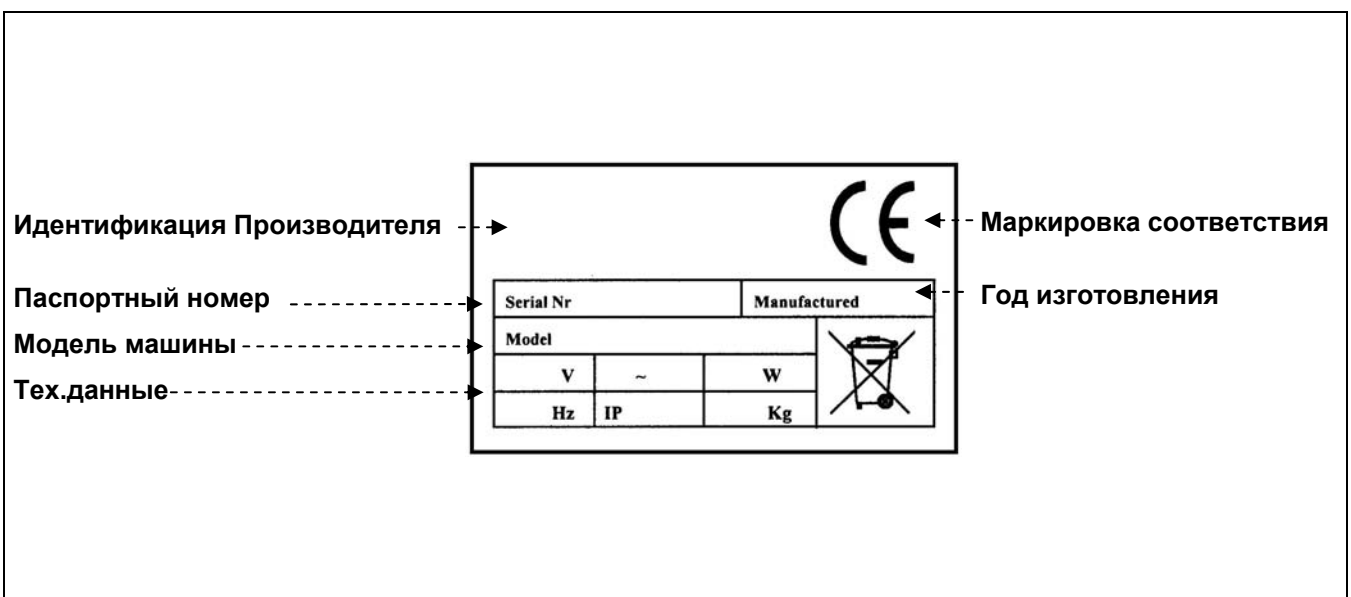 CE
Идентификация Производителя
Маркировка соответствия
Паспортный номер
Serial Nr
Manufactured
Год изготовления
Модель машины
Model
Тех.данные
V
~
W
Hz
IP
Kg